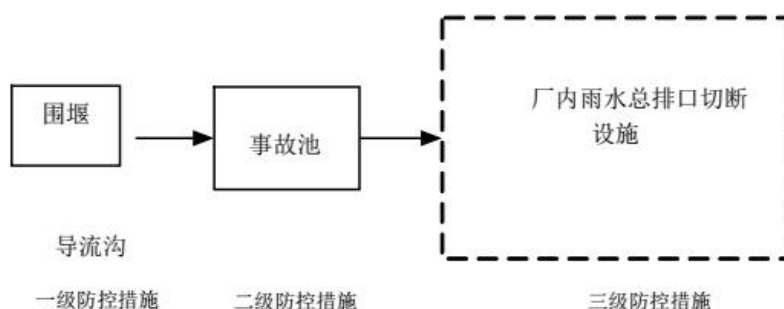 围堰
事故池
厂内雨水总排口切断
设施
导流沟
一级防控措施
二级防控措施
三级防控措施